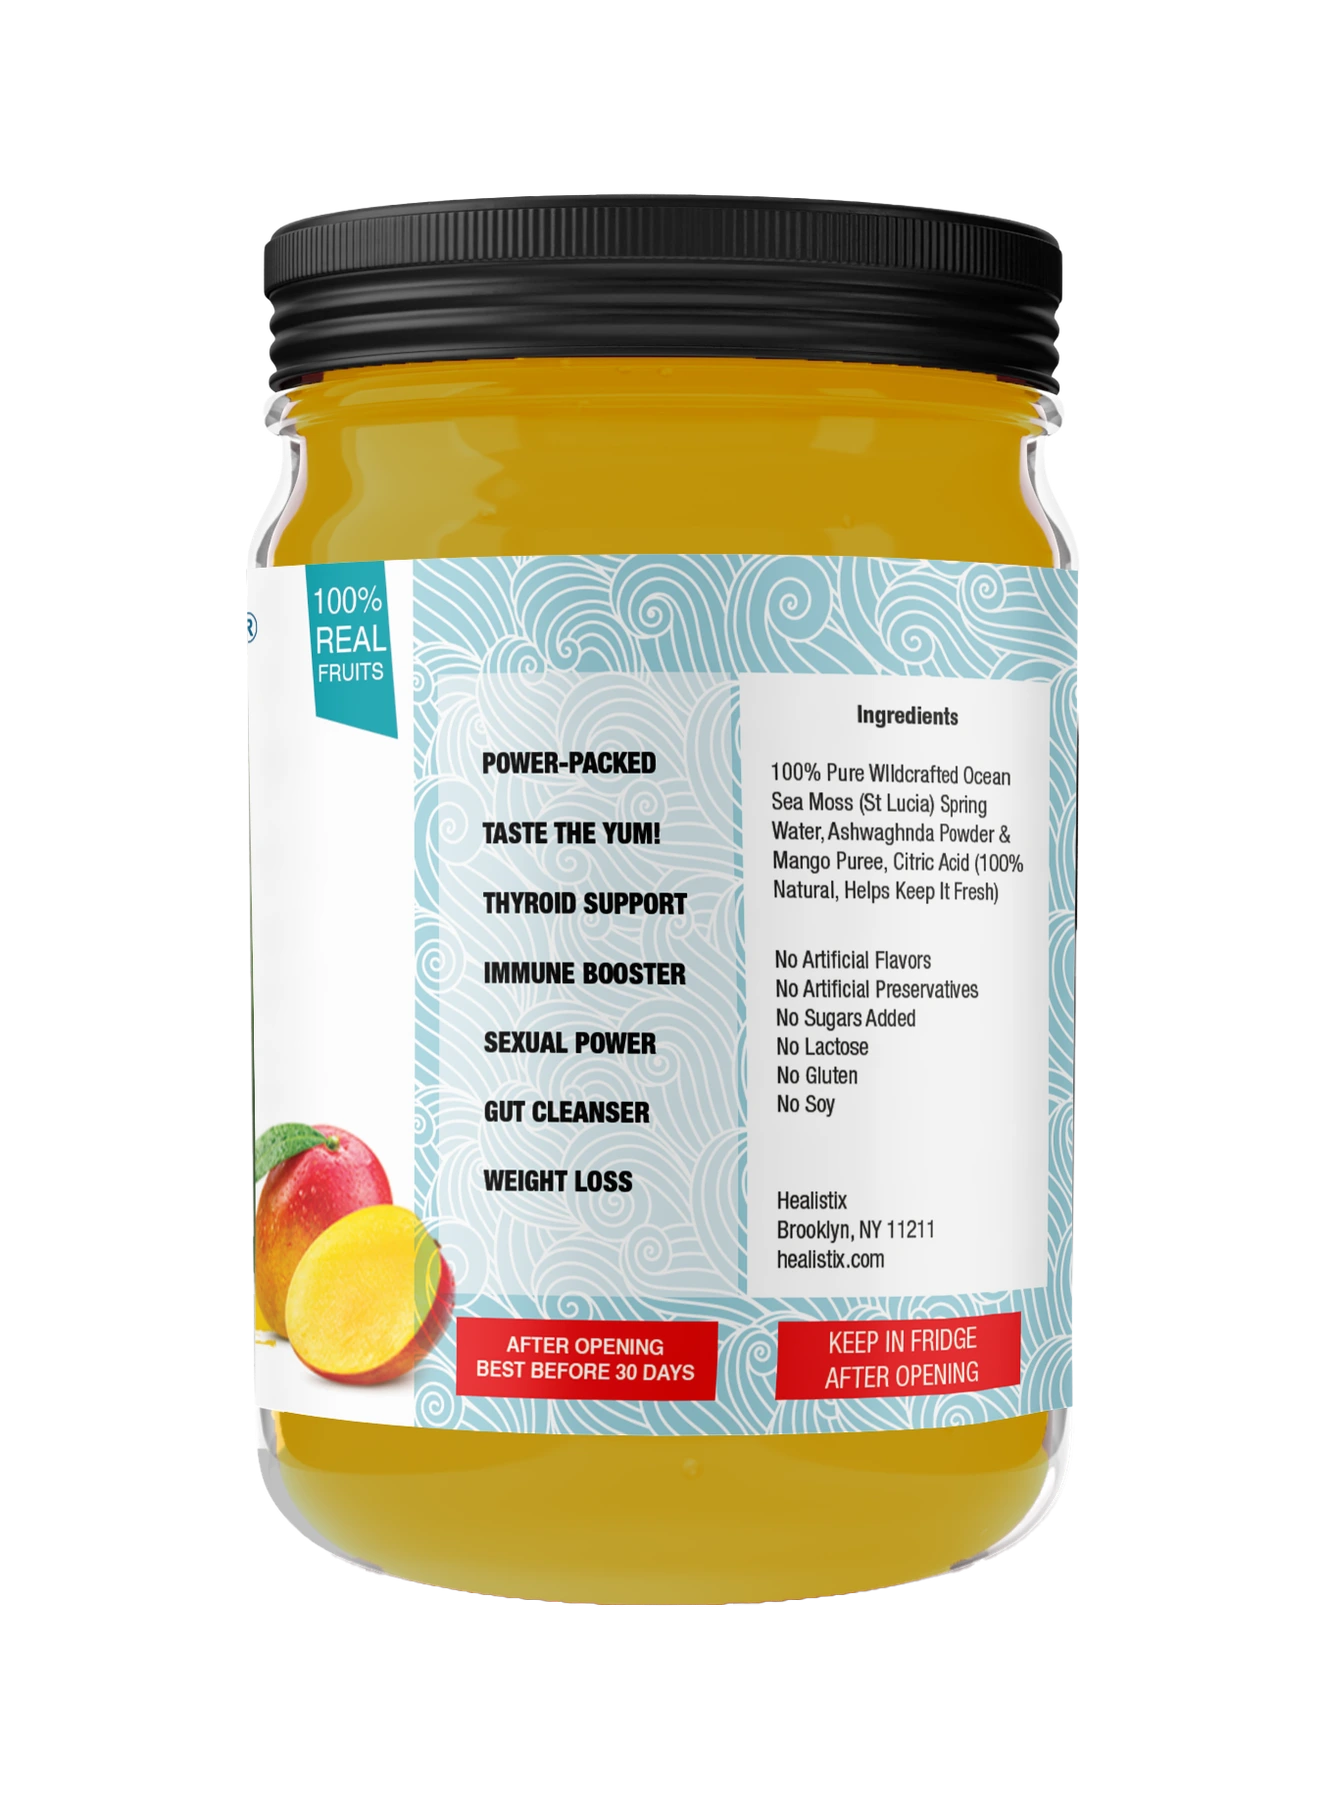 ®
100%
REAL
FRUITS
POWER-PACKED
TASTE THE YUM!
THYROID SUPPORT
IMMUNE BOOSTER
SEXUAL POWER
GUT CLEANSER
WEIGHT LOSS
AFTER OPENING
BEST BEFORE 30 DAYS
Ingredients
100% Pure WIldcrafted Ocean
Sea Moss (St Lucia) Spring
Water, Ashwaghnda Powder &
Mango Puree, Citric Acid (100%
Natural, Helps Keep It Fresh)
No Artificial Flavors
No Artificial Preservatives
No Sugars Added
No Lactose
No Gluten
No Soy
Healistix
Brooklyn, NY 11211
healistix.com
KEEP IN FRIDGE
AFTER OPENING